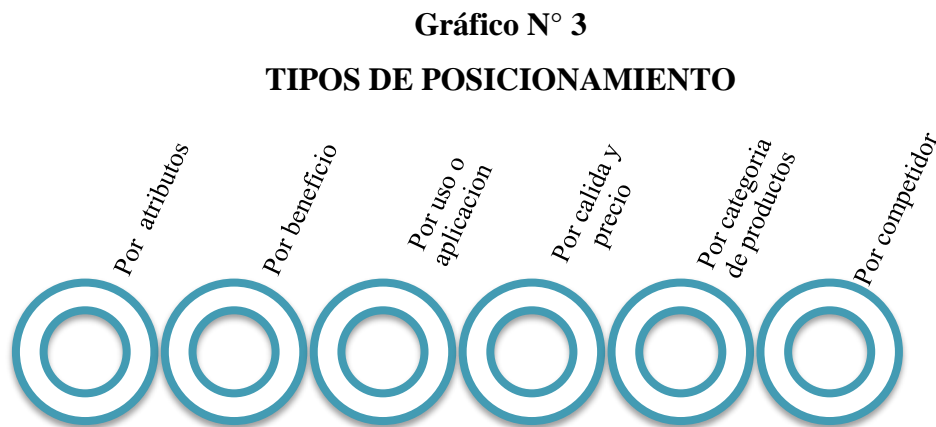 Gráfico N° 3
TIPOS DE POSICIONAMIENTO
Por atributos
Por beneficio
Por uso o
aplicacion
Por calida y
precio
Por categoria
de productos
Por competidor